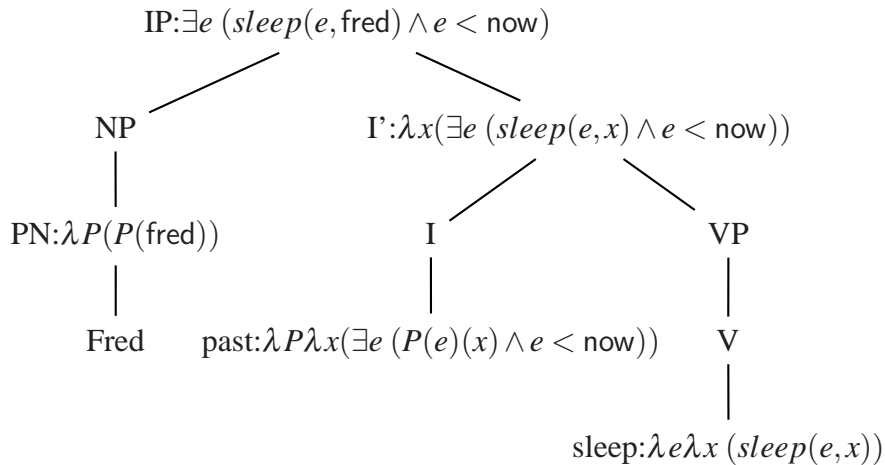 IP:∃e (sleep(e, fred) ∧ e < now)
NP I':λx(∃e (sleep(e, x) ∧ e < now))
PN:λP(P(fred)) I VP
Fred past:λPλx(∃e (P(e)(x) ∧ e < now)) V
sleep:λeλx (sleep(e, x))